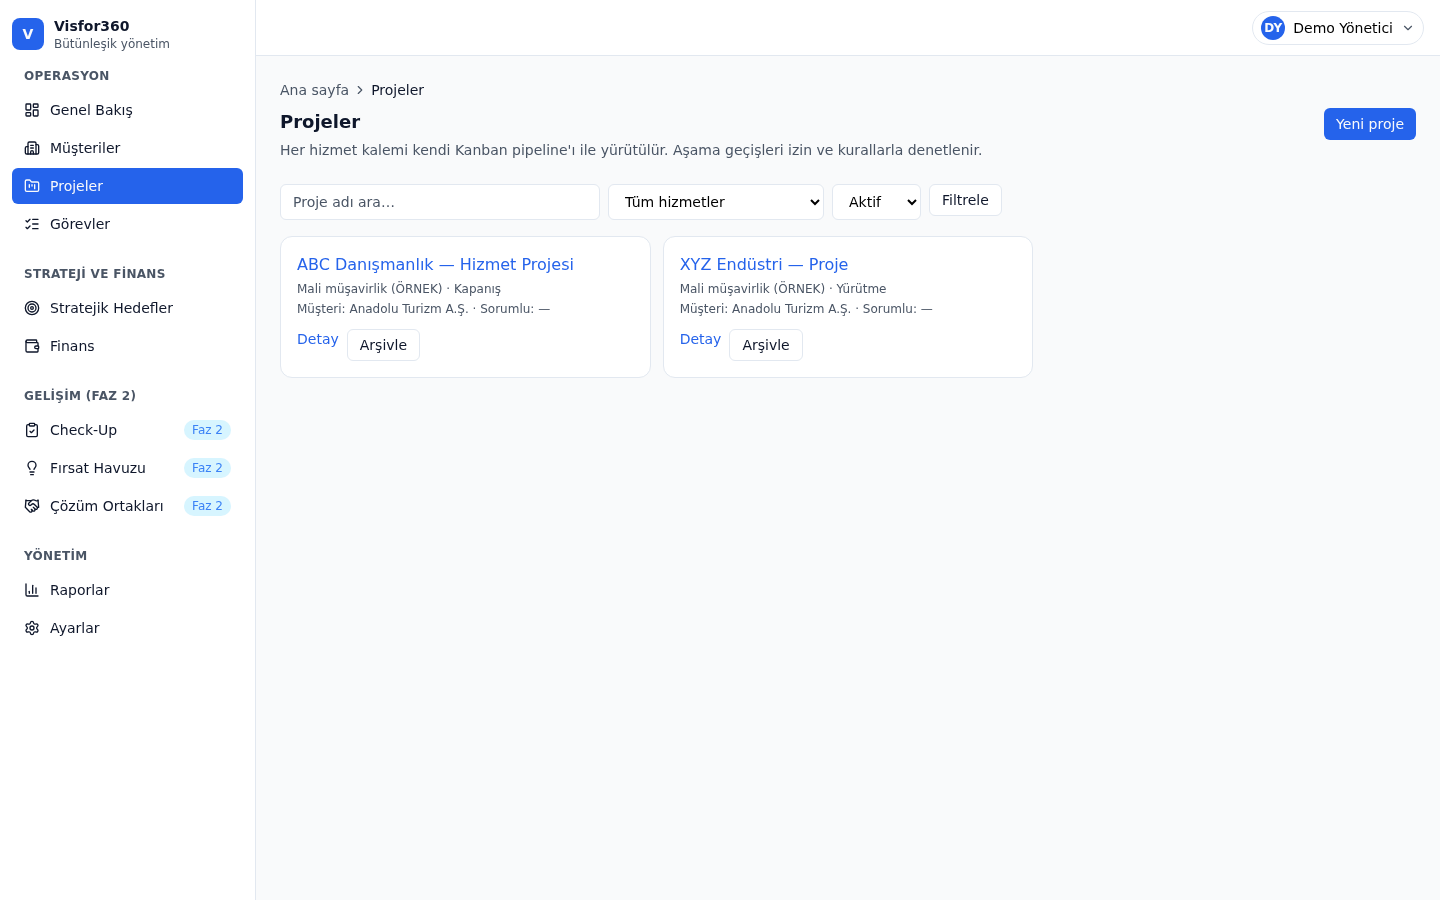 V
Visfor360
Bütünleşik yönetim
OPERASYON
Genel Bakış
Müşteriler
Projeler
Görevler
STRATEJİ VE FİNANS
Stratejik Hedefler
Finans
GELİŞİM (FAZ 2)
Check-Up Faz 2
Fırsat Havuzu Faz 2
Çözüm Ortakları Faz 2
YÖNETİM
Raporlar
Ayarlar
DY Demo Yönetici
Ana sayfa > Projeler
Projeler
Yeni proje
Her hizmet kalemi kendi Kanban pipeline'ı ile yürütülür. Aşama geçişleri izin ve kurallarla denetlenir.
Proje adı ara… Tüm hizmetler Aktif Filtrele
ABC Danışmanlık — Hizmet Projesi
Mali müşavirlik (ÖRNEK) · Kapanış
Müşteri: Anadolu Turizm A.Ş. · Sorumlu: —
Detay Arşivle
XYZ Endüstri — Proje
Mali müşavirlik (ÖRNEK) · Yürütme
Müşteri: Anadolu Turizm A.Ş. · Sorumlu: —
Detay Arşivle